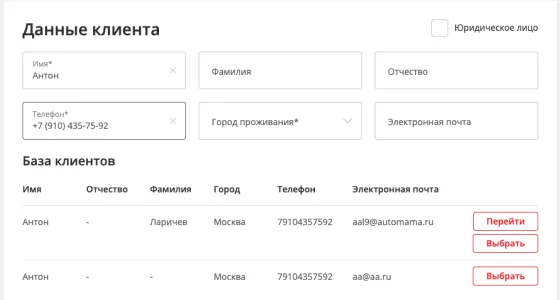 Данные клиента
Юридическое лицо
Имя*
Антон
Фамилия
Отчество
Телефон*
+7 (910) 435-75-92
Город проживания*
Электронная почта
База клиентов
Имя Отчество Фамилия Город Телефон Электронная почта
Антон - Ларичев Москва 79104357592 aal9@automama.ru Перейти
Выбрать
Антон - - Москва 79104357592 aa@aa.ru Выбрать